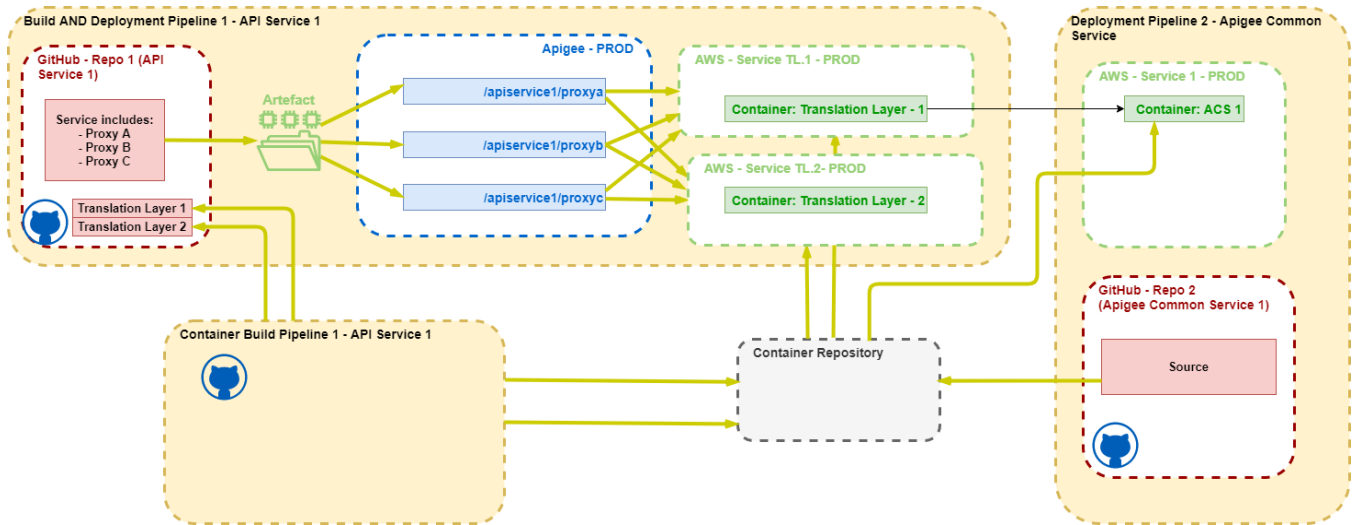 Build AND Deployment Pipeline 1 - API Service 1
GitHub - Repo 1 (API
Service 1)
Service includes:
- Proxy A
- Proxy B
- Proxy C
Translation Layer 1
Translation Layer 2
Artefact
Apigee - PROD
/apiservice1/proxya
/apiservice1/proxyb
/apiservice1/proxyc
AWS - Service TL.1 - PROD
Container: Translation Layer - 1
AWS - Service TL.2- PROD
Container: Translation Layer - 2
Deployment Pipeline 2 - Apigee Common
Service
AWS - Service 1 - PROD
Container: ACS 1
GitHub - Repo 2
(Apigee Common Service 1)
Source
Container Build Pipeline 1 - API Service 1
Container Repository